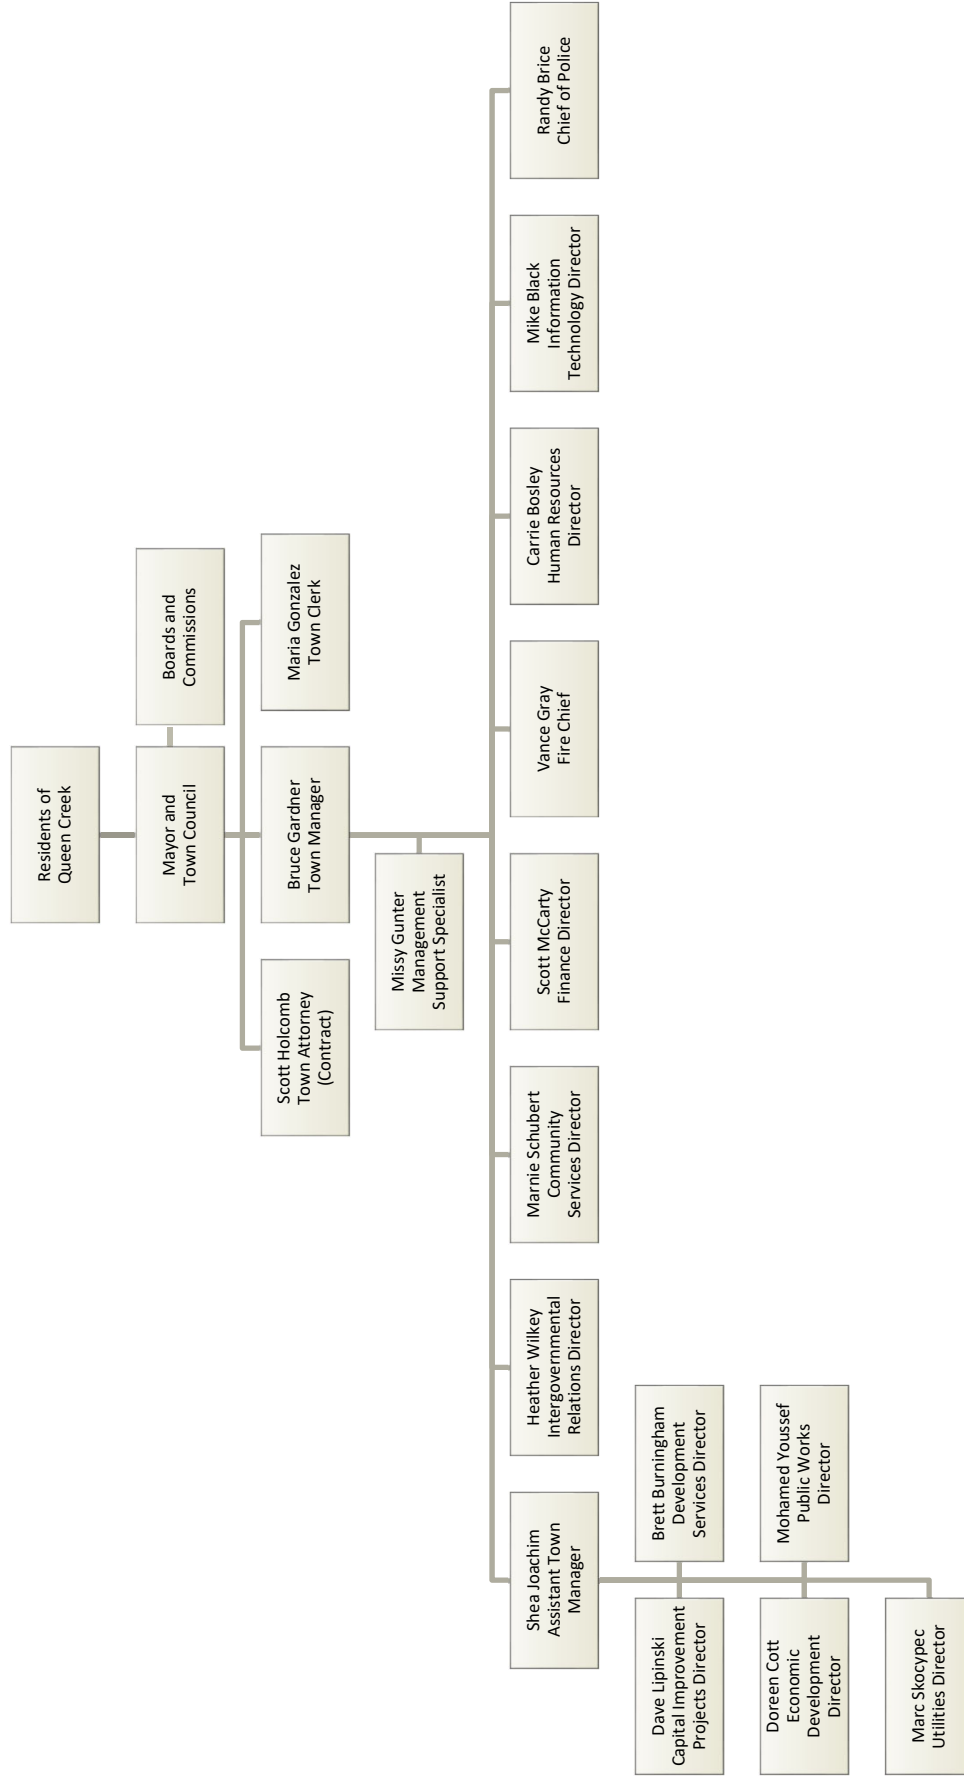 Residents of
Queen Creek
Mayor and
Town Council
Boards and
Commissions
Scott Holcomb
Town Attorney
(Contract)
Bruce Gardner
Town Manager
Maria Gonzalez
Town Clerk
Missy Gunter
Management
Support Specialist
Shea Joachim
Assistant Town
Manager
Heather Wilkey
Intergovernmental
Relations Director
Marnie Schubert
Community
Services Director
Scott McCarty
Finance Director
Vance Gray
Fire Chief
Carrie Bosley
Human Resources
Director
Mike Black
Information
Technology Director
Randy Brice
Chief of Police
Dave Lipinski
Capital Improvement
Projects Director
Brett Burningham
Development
Services Director
Doreen Cott
Economic
Development
Director
Mohamed Youssef
Public Works
Director
Marc Skocypec
Utilities Director